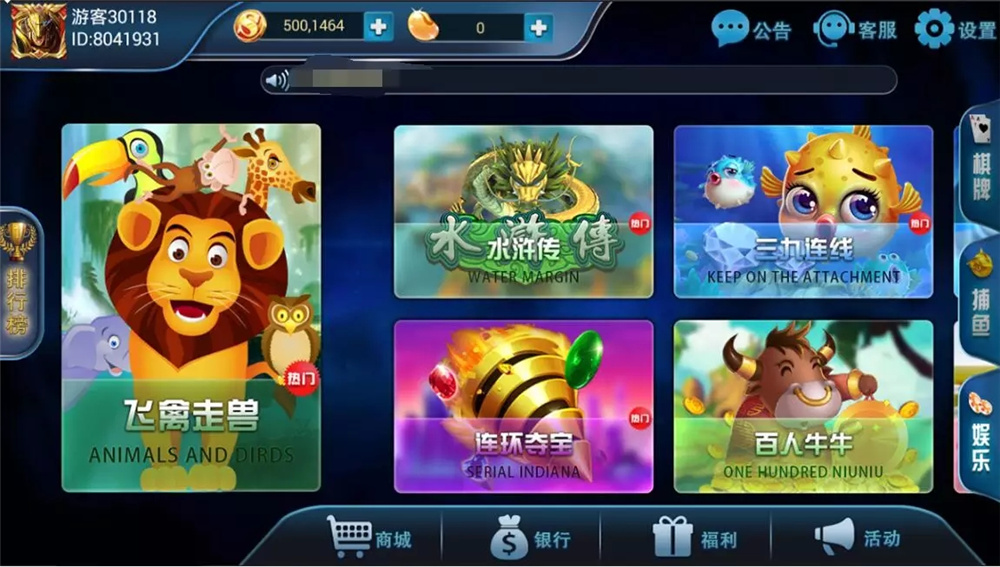 游客30118
ID:8041931
500,1464
0
公告
客服
设置
排行榜
热门
飞禽走兽
ANIMALS AND DIRDS
水滸傳
热门
水浒传
WATER MARGIN
热门
三九连线
KEEP ON THE ATTACHMENT
热门
连环夺宝
SERIAL INDIANA
百人牛牛
ONE HUNDRED NIUNIU
棋牌
捕鱼
娱乐
商城
银行
福利
活动